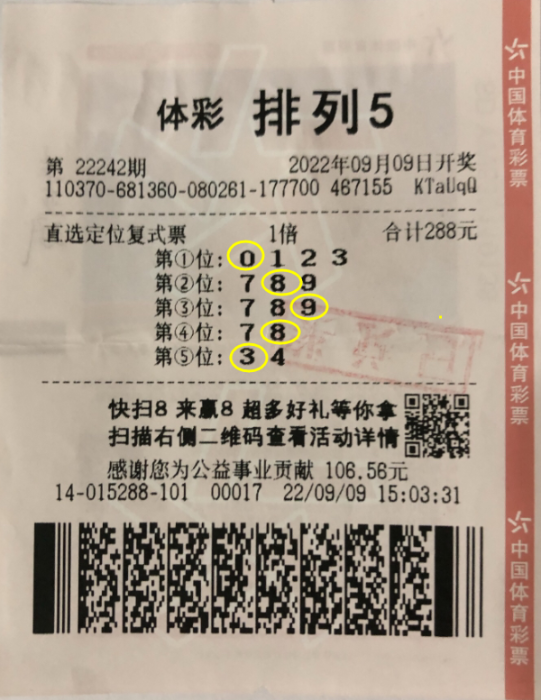 体彩 排列5
第 22242期 2022年09月09日开奖
110370-681360-080261-177700 467155 KTaUqQ
直选定位复式票 1倍 合计288元
第①位: 0 1 2 3
第②位: 7 8 9
第③位: 7 8 9
第④位: 7 8
第⑤位: 3 4
快扫8 来赢8 超多好礼等你拿
扫描右侧二维码查看活动详情
感谢您为公益事业贡献 106.56元
14-015288-101 00017 22/09/09 15:03:31
中国体育彩票
中国体育彩票
中国体育彩票